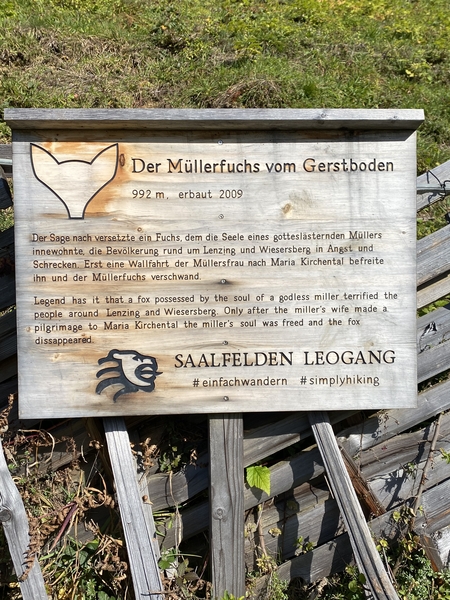 Der Müllerfuchs vom Gerstboden
992 m, erbaut 2009
Der Sage nach versetzte ein Fuchs, dem die Seele eines gotteslästernden Müllers
innewohnte, die Bevölkerung rund um Lenzing und Wiesersberg in Angst und
Schrecken. Erst eine Wallfahrt der Müllersfrau nach Maria Kirchental befreite
ihn und der Müllerfuchs verschwand.
Legend has it that a fox possessed by the soul of a godless miller terrified the
people around Lenzing and Wiesersberg. Only after the miller's wife made a
pilgrimage to Maria Kirchental the miller's soul was freed and the fox
disappeared.
SAALFELDEN LEOGANG
#einfachwandern #simplyhiking